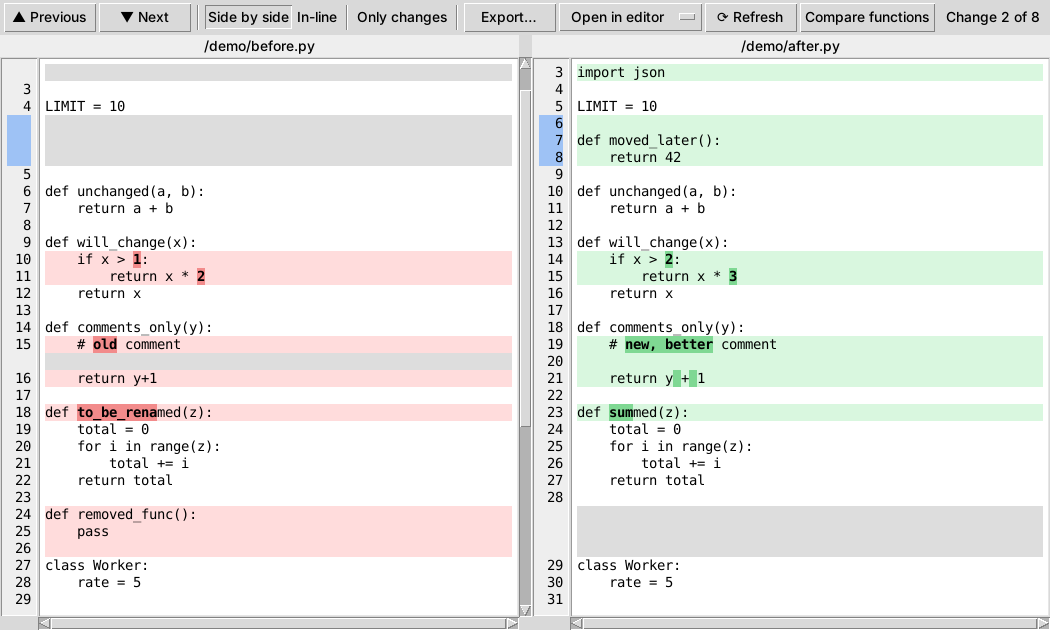 ▲ Previous ▼ Next Side by side In-line Only changes Export... Open in editor ⟳ Refresh Compare functions Change 2 of 8
/demo/before.py
3
4 LIMIT = 10
5
6 def unchanged(a, b):
7     return a + b
8
9 def will_change(x):
10     if x > 1:
11         return x * 2
12     return x
13
14 def comments_only(y):
15     # old comment
16     return y+1
17
18 def to_be_renamed(z):
19     total = 0
20     for i in range(z):
21         total += i
22     return total
23
24 def removed_func():
25     pass
26
27 class Worker:
28     rate = 5
29
/demo/after.py
3 import json
4
5 LIMIT = 10
6
7 def moved_later():
8     return 42
9
10 def unchanged(a, b):
11     return a + b
12
13 def will_change(x):
14     if x > 2:
15         return x * 3
16     return x
17
18 def comments_only(y):
19     # new, better comment
20
21     return y + 1
22
23 def summed(z):
24     total = 0
25     for i in range(z):
26         total += i
27     return total
28
29 class Worker:
30     rate = 5
31